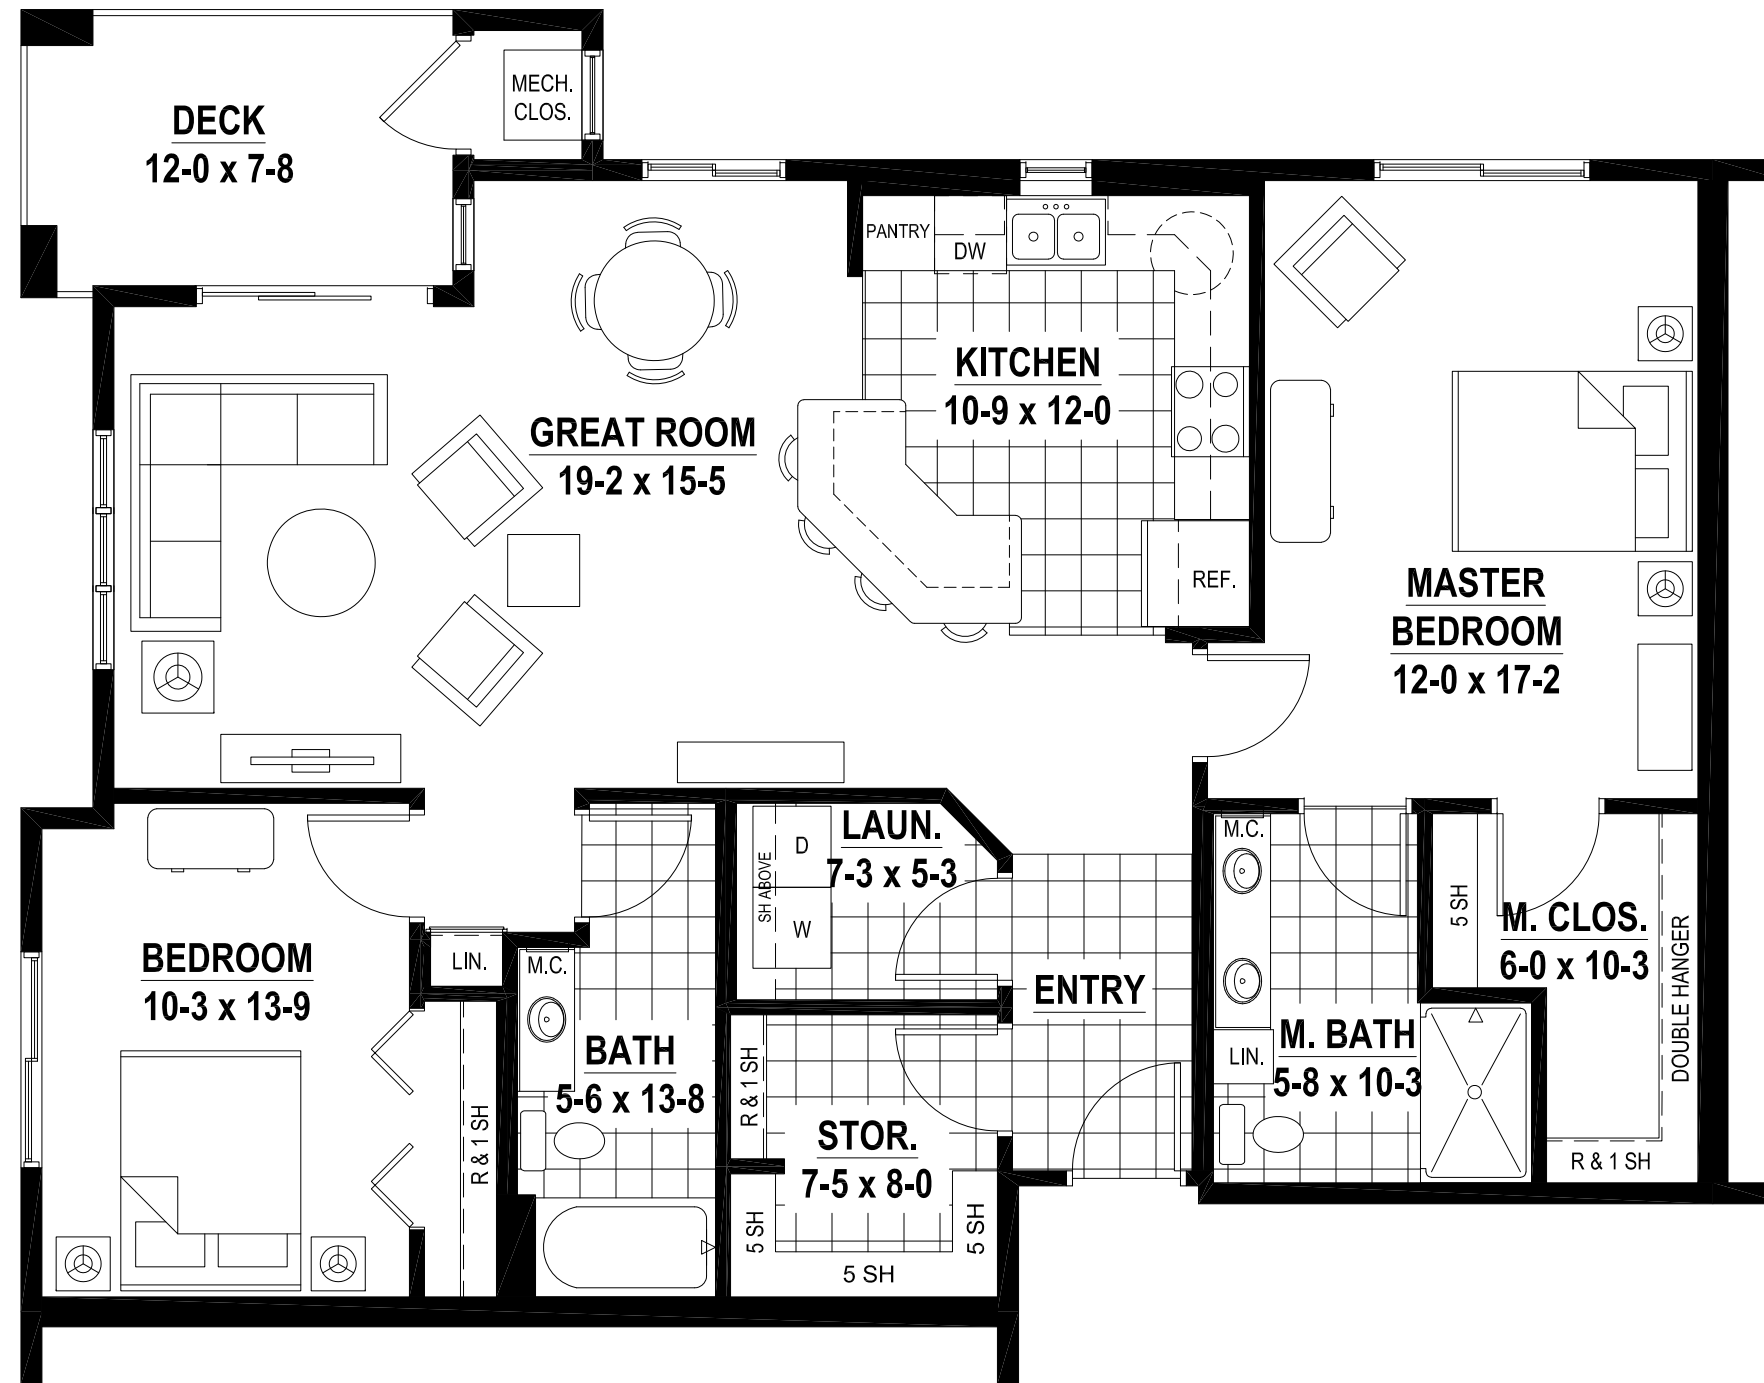 MECH.
CLOS.
DECK
12-0 x 7-8
PANTRY
DW
KITCHEN
10-9 x 12-0
GREAT ROOM
19-2 x 15-5
REF.
MASTER
BEDROOM
12-0 x 17-2
D
W
SH ABOVE
LAUN.
7-3 x 5-3
M.C.
5 SH
M. CLOS.
6-0 x 10-3
DOUBLE HANGER
R & 1 SH
BEDROOM
10-3 x 13-9
LIN.
M.C.
R & 1 SH
BATH
5-6 x 13-8
ENTRY
LIN.
M. BATH
5-8 x 10-3
R & 1 SH
STOR.
7-5 x 8-0
5 SH
5 SH
5 SH